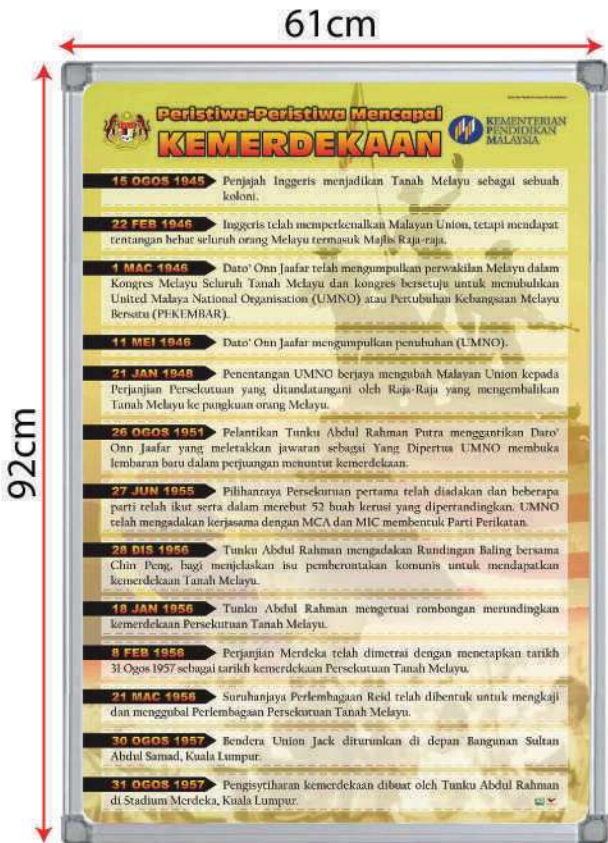 61cm
92cm
Peristiwa-Peristiwa Mencapai
KEMERDEKAAN
KEMENTERIAN
PENDIDIKAN
MALAYSIA
15 OGOS 1945 Penjajah Inggeris menjadikan Tanah Melayu sebagai sebuah
koloni.
22 FEB 1946 Inggeris telah memperkenalkan Malayan Union, tetapi mendapat
tentangan hebat seluruh orang Melayu termasuk Majlis Raja-raja.
1 MAC 1946 Dato' Onn Jaafar telah mengumpulkan perwakilan Melayu dalam
Kongres Melayu Seluruh Tanah Melayu dan kongres bersetuju untuk menubuhkan
United Malaya National Organisation (UMNO) atau Pertubuhan Kebangsaan Melayu
Bersatu (PEKEMBAR).
11 MEI 1946 Dato' Onn Jaafar mengumpulkan penubuhan (UMNO).
21 JAN 1948 Penentangan UMNO berjaya mengubah Malayan Union kepada
Perjanjian Persekutuan yang ditandatangani oleh Raja-Raja yang mengembalikan
Tanah Melayu ke pangkuan orang Melayu.
26 OGOS 1951 Pelantikan Tunku Abdul Rahman Putra menggantikan Dato'
Onn Jaafar yang meletakkan jawatan sebagai Yang Dipertua UMNO membuka
lembaran baru dalam perjuangan menuntut kemerdekaan.
27 JUN 1955 Pilihanraya Persekutuan pertama telah diadakan dan beberapa
parti telah ikut serta dalam merebut 52 buah kerusi yang dipertandingkan. UMNO
telah mengadakan kerjasama dengan MCA dan MIC membentuk Parti Perikatan.
28 DIS 1956 Tunku Abdul Rahman mengadakan Rundingan Baling bersama
Chin Peng, bagi menjelaskan isu pemberontakan komunis untuk mendapatkan
kemerdekaan Tanah Melayu.
18 JAN 1956 Tunku Abdul Rahman mengetuai rombongan merundingkan
kemerdekaan Persekutuan Tanah Melayu.
8 FEB 1956 Perjanjian Merdeka telah dimetrai dengan menetapkan tarikh
31 Ogos 1957 sebagai tarikh kemerdekaan Persekutuan Tanah Melayu.
21 MAC 1956 Suruhanjaya Perlembagaan Reid telah dibentuk untuk mengkaji
dan menggubal Perlembagaan Persekutuan Tanah Melayu.
30 OGOS 1957 Bendera Union Jack diturunkan di depan Bangunan Sultan
Abdul Samad, Kuala Lumpur.
31 OGOS 1957 Pengisytiharan kemerdekaan dibuat oleh Tunku Abdul Rahman
di Stadium Merdeka, Kuala Lumpur.